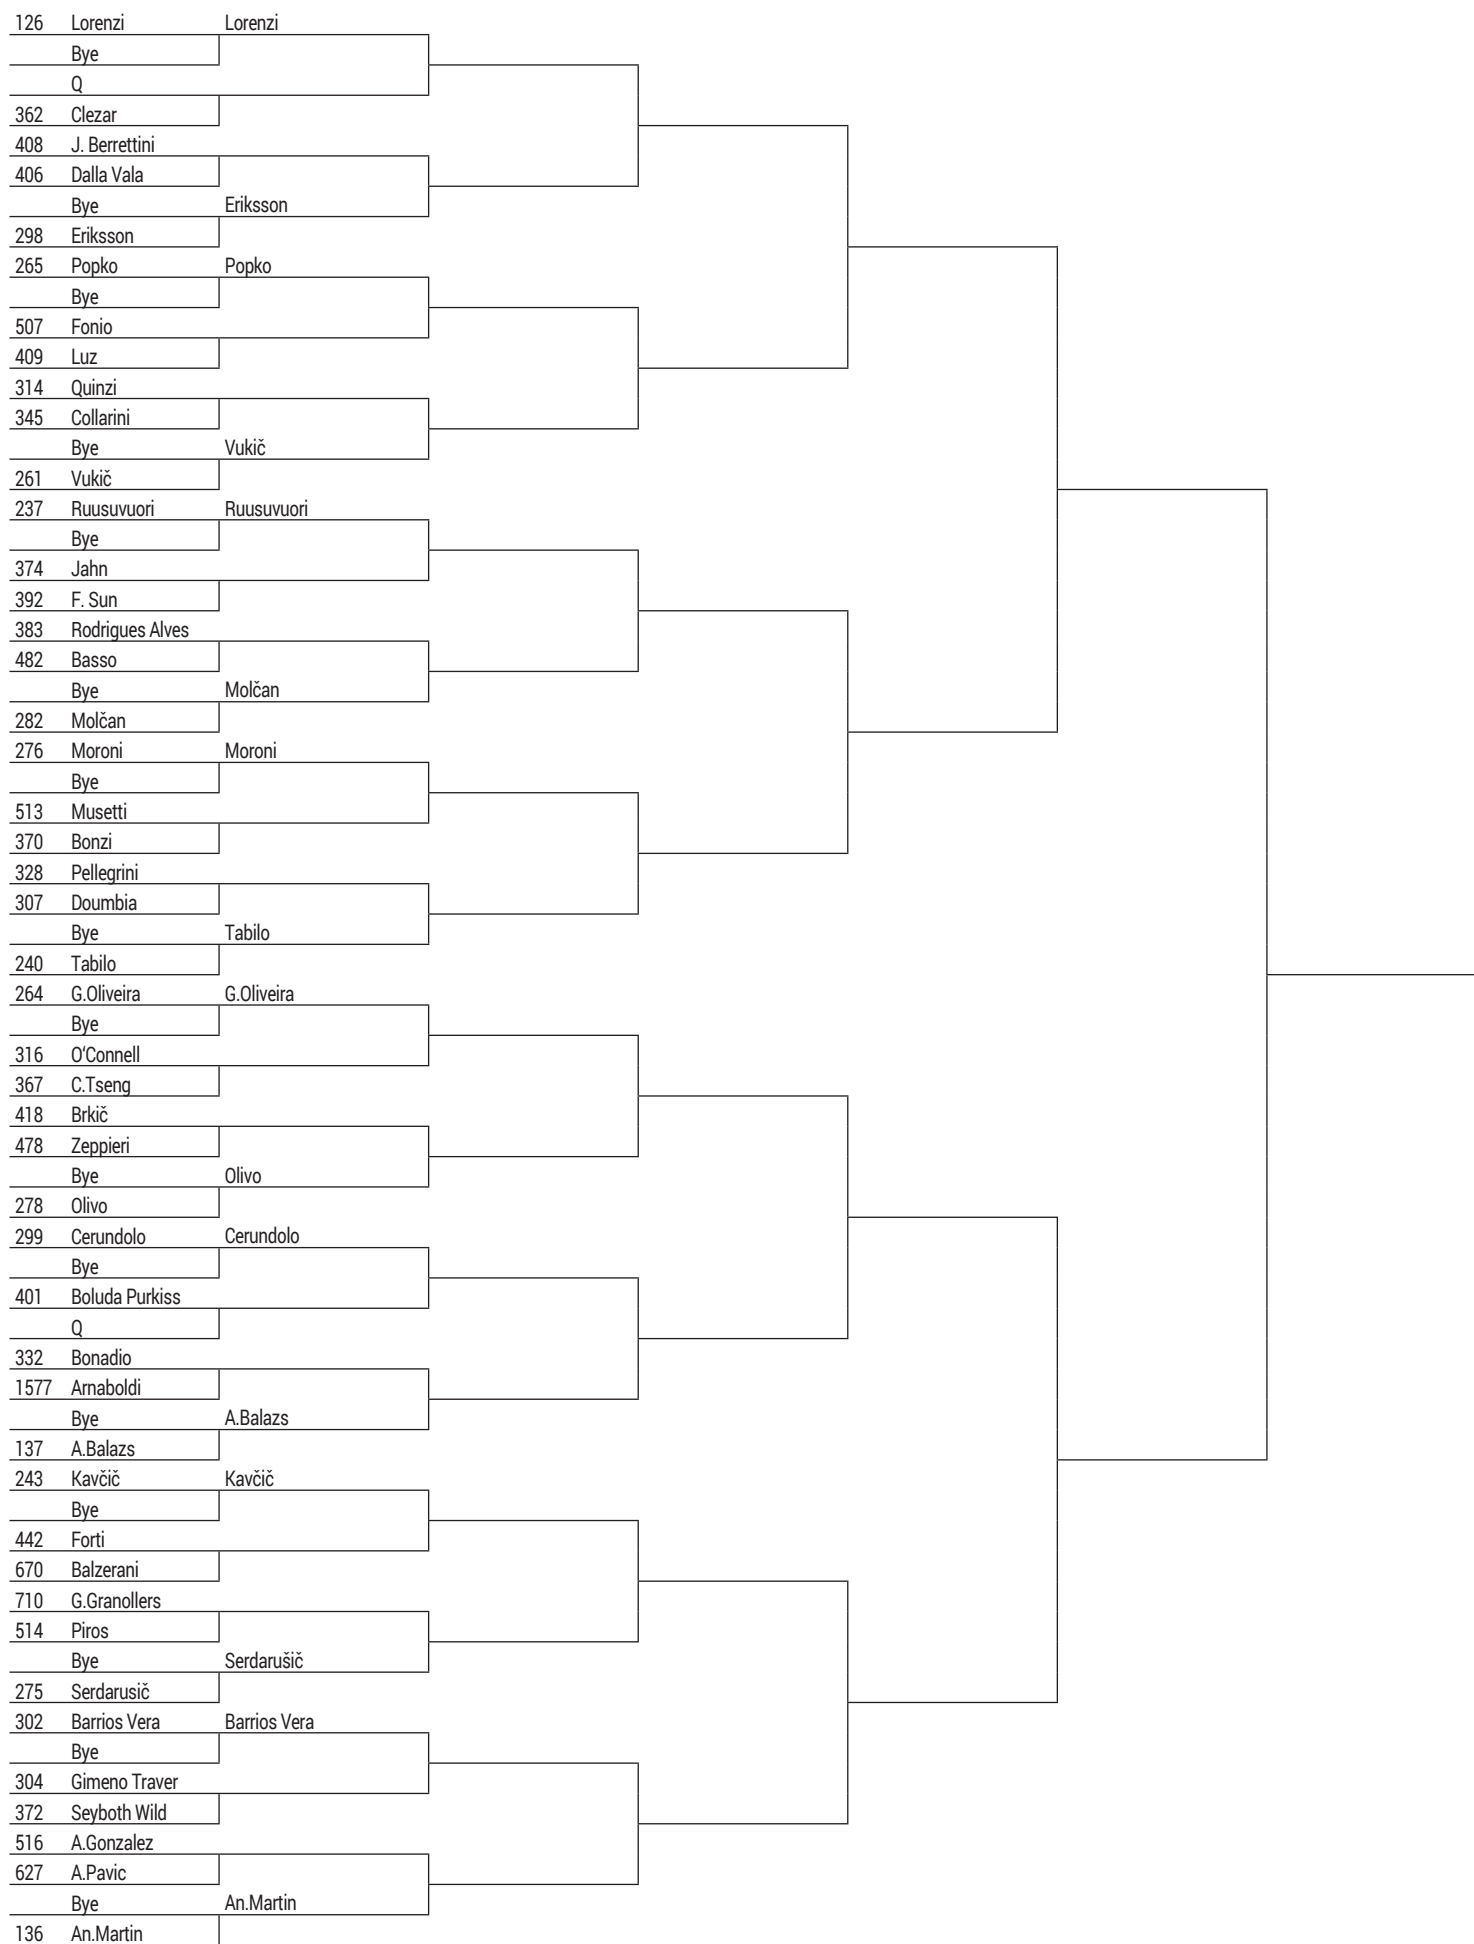 126 Lorenzi Lorenzi
Bye
Q
362 Clezar
408 J. Berrettini
406 Dalla Vala
Bye Eriksson
298 Eriksson
265 Popko Popko
Bye
507 Fonio
409 Luz
314 Quinzi
345 Collarini
Bye Vukič
261 Vukič
237 Ruusuvuori Ruusuvuori
Bye
374 Jahn
392 F. Sun
383 Rodrigues Alves
482 Basso
Bye Molčan
282 Molčan
276 Moroni Moroni
Bye
513 Musetti
370 Bonzi
328 Pellegrini
307 Doumbia
Bye Tabilo
240 Tabilo
264 G.Oliveira G.Oliveira
Bye
316 O'Connell
367 C.Tseng
418 Brkič
478 Zeppieri
Bye Olivo
278 Olivo
299 Cerundolo Cerundolo
Bye
401 Boluda Purkiss
Q
332 Bonadio
1577 Arnaboldi
Bye A.Balazs
137 A.Balazs
243 Kavčič Kavčič
Bye
442 Forti
670 Balzerani
710 G.Granollers
514 Piros
Bye Serdarušič
275 Serdarusič
302 Barrios Vera Barrios Vera
Bye
304 Gimeno Traver
372 Seyboth Wild
516 A.Gonzalez
627 A.Pavic
Bye An.Martin
136 An.Martin